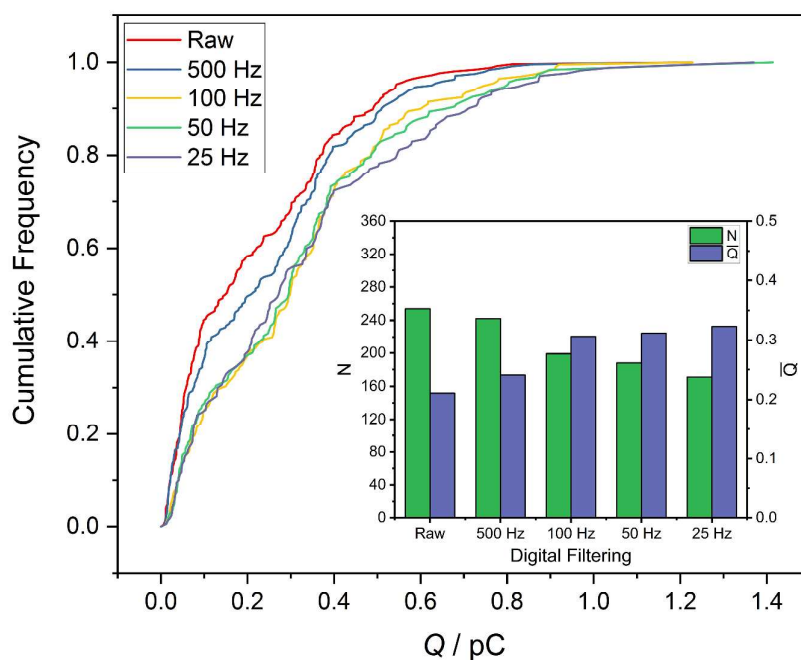 Raw
500 Hz
100 Hz
50 Hz
25 Hz
Cumulative Frequency
1.0
0.8
0.6
0.4
0.2
0.0
0.0 0.2 0.4 0.6 0.8 1.0 1.2 1.4
Q / pC
N
Q̅
360
320
280
240
200
160
120
80
40
0
N
0.5
0.4
0.3
0.2
0.1
0.0
Q̅
Raw 500 Hz 100 Hz 50 Hz 25 Hz
Digital Filtering